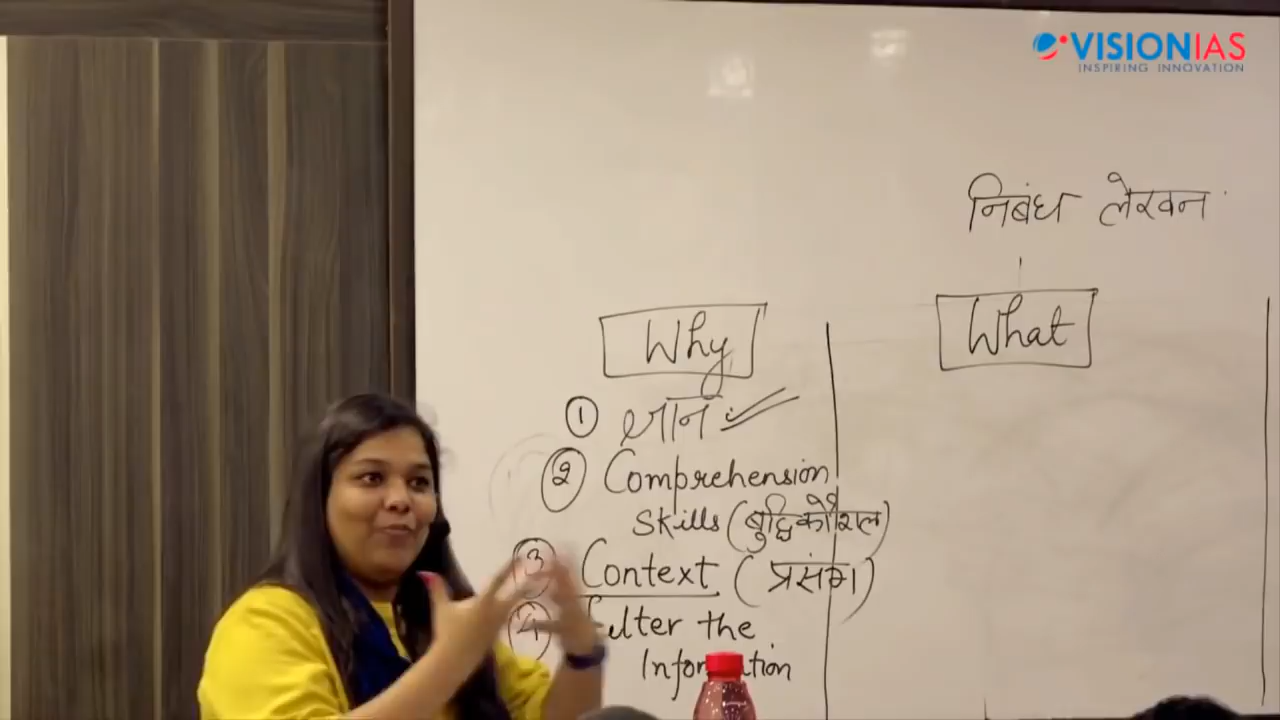 VISIONIAS
INSPIRING INNOVATION
निबंध लेखन
Why
What
①
② Comprehension
Skills (बुद्धिकौशल)
③ Context (प्रसंग)
④ Filter the
Information